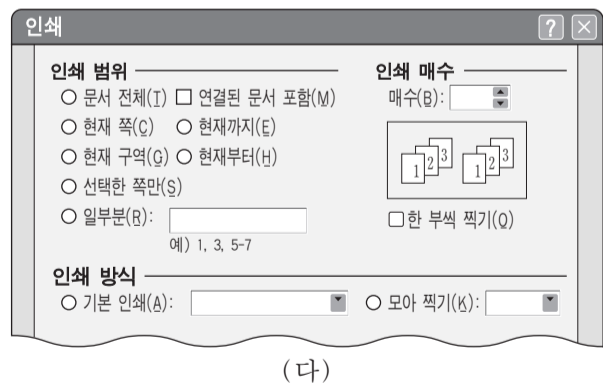 인쇄 ? ×
인쇄 범위 인쇄 매수
문서 전체(T) 연결된 문서 포함(M) 매수(B):
현재 쪽(C) 현재까지(E)
현재 구역(G) 현재부터(H)
1 2 3 1 2 3
선택한 쪽만(S)
일부분(R): 한 부씩 찍기(O)
예) 1, 3, 5-7
인쇄 방식
기본 인쇄(A): 모아 찍기(K):
(다)